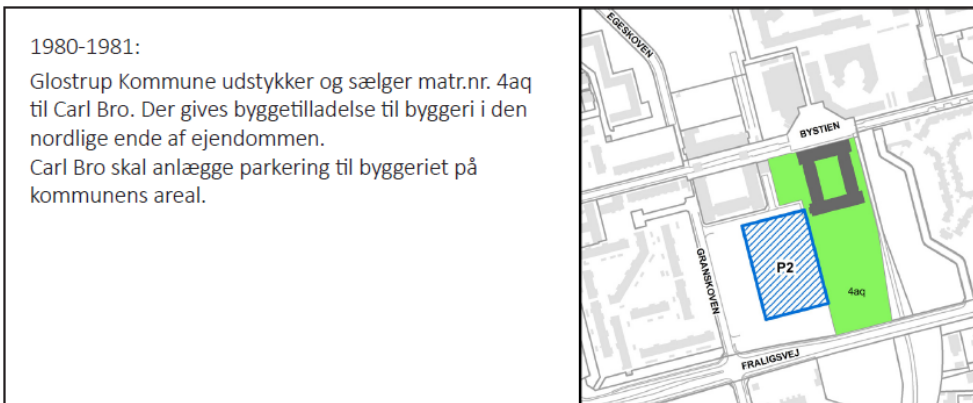 1980-1981:
Glostrup Kommune udstykker og sælger matr.nr. 4aq
til Carl Bro. Der gives byggetilladelse til byggeri i den
nordlige ende af ejendommen.
Carl Bro skal anlægge parkering til byggeriet på
kommunens areal.
EGESKOVEN
BYSTIEN
GRANSKOVEN
P2
4aq
FRALIGSVEJ